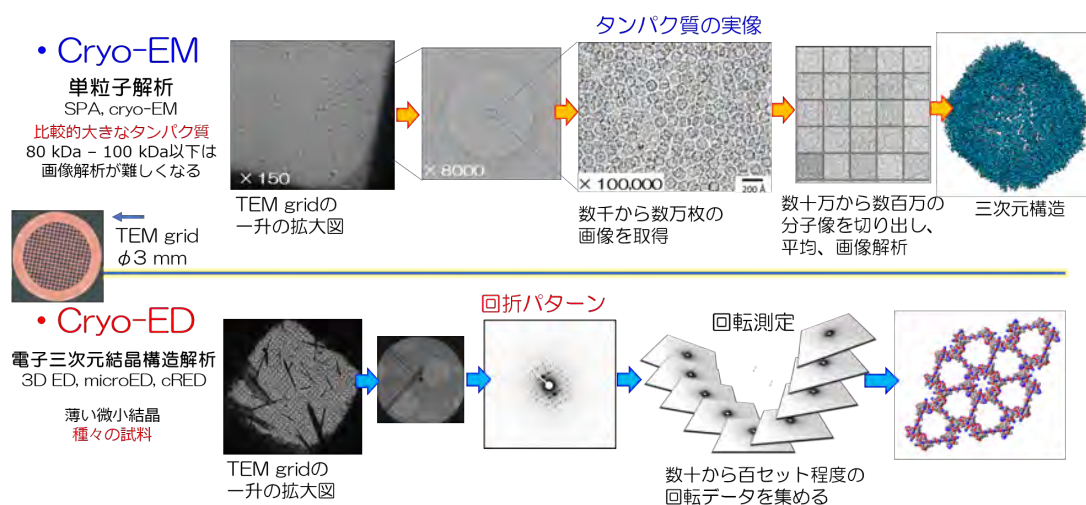 • Cryo-EM
単粒子解析
SPA, cryo-EM
比較的大きなタンパク質
80 kDa – 100 kDa以下は
画像解析が難しくなる
× 150
TEM gridの
一升の拡大図
× 8000
タンパク質の実像
× 100,000
200 Å
数千から数万枚の
画像を取得
数十万から数百万の
分子像を切り出し、
平均、画像解析
三次元構造
TEM grid
φ3 mm
• Cryo-ED
電子三次元結晶構造解析
3D ED, microED, cRED
薄い微小結晶
種々の試料
TEM gridの
一升の拡大図
回折パターン
回転測定
数十から百セット程度の
回転データを集める